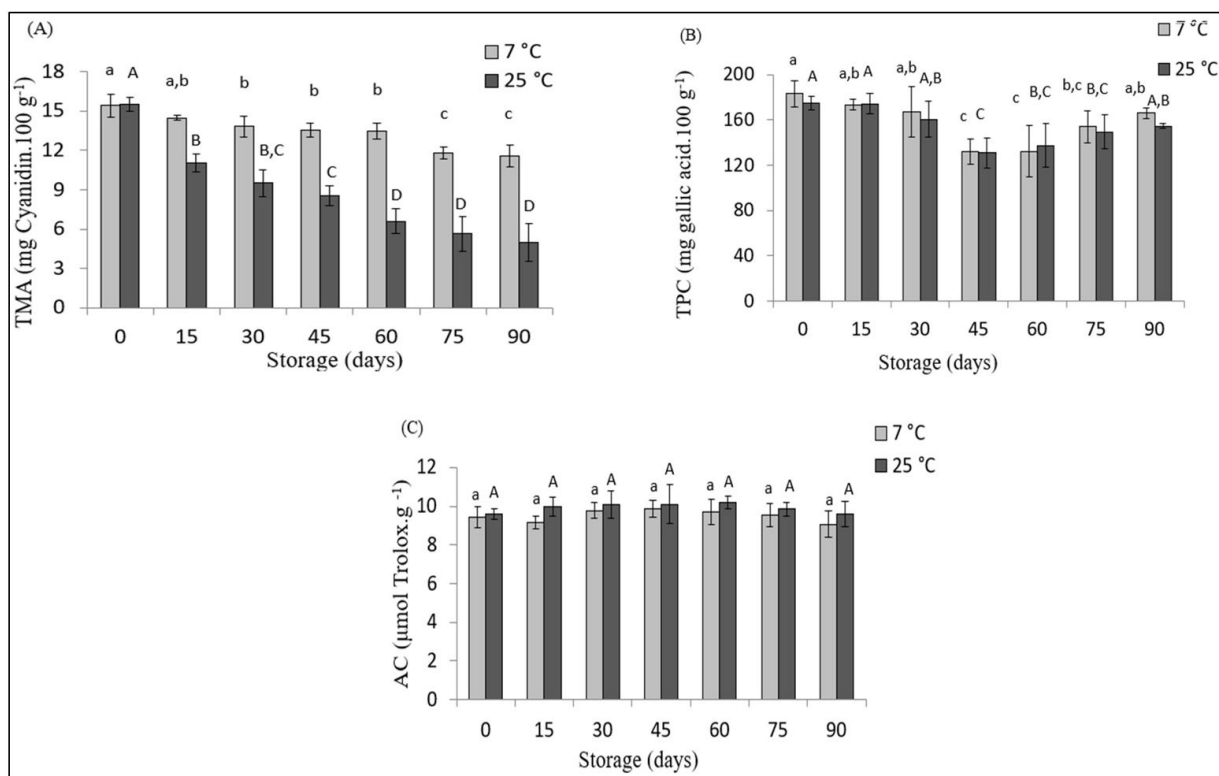 (A)
7 °C
25 °C
a A a,b b b b c c
B B,C C D D D
TMA (mg Cyanidin.100 g⁻¹)
18
15
12
9
6
3
0
0 15 30 45 60 75 90
Storage (days)
(B)
7 °C
25 °C
a A a,b A a,b A,B c C c B,C b,c B,C a,b A,B
TPC (mg gallic acid.100 g⁻¹)
200
160
120
80
40
0
0 15 30 45 60 75 90
Storage (days)
(C)
7 °C
25 °C
a A a A a A a A a A a A a A
AC (µmol Trolox.g⁻¹)
12
10
8
6
4
2
0
0 15 30 45 60 75 90
Storage (days)